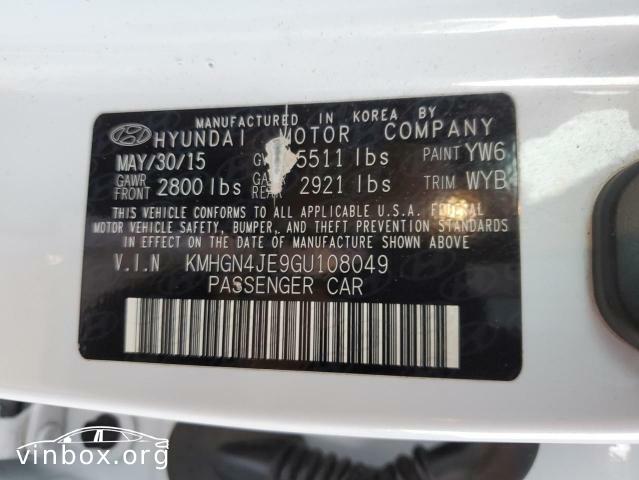 MANUFACTURED IN KOREA BY
HYUNDAI MOTOR COMPANY
MAY/30/15 5511 lbs PAINT YW6
GAWR FRONT 2800 lbs REAR 2921 lbs TRIM WYB
THIS VEHICLE CONFORMS TO ALL APPLICABLE U.S.A. FEDERAL
MOTOR VEHICLE SAFETY, BUMPER, AND THEFT PREVENTION STANDARDS
IN EFFECT ON THE DATE OF MANUFACTURE SHOWN ABOVE
V.I.N KMHGN4JE9GU108049
PASSENGER CAR
vinbox.org